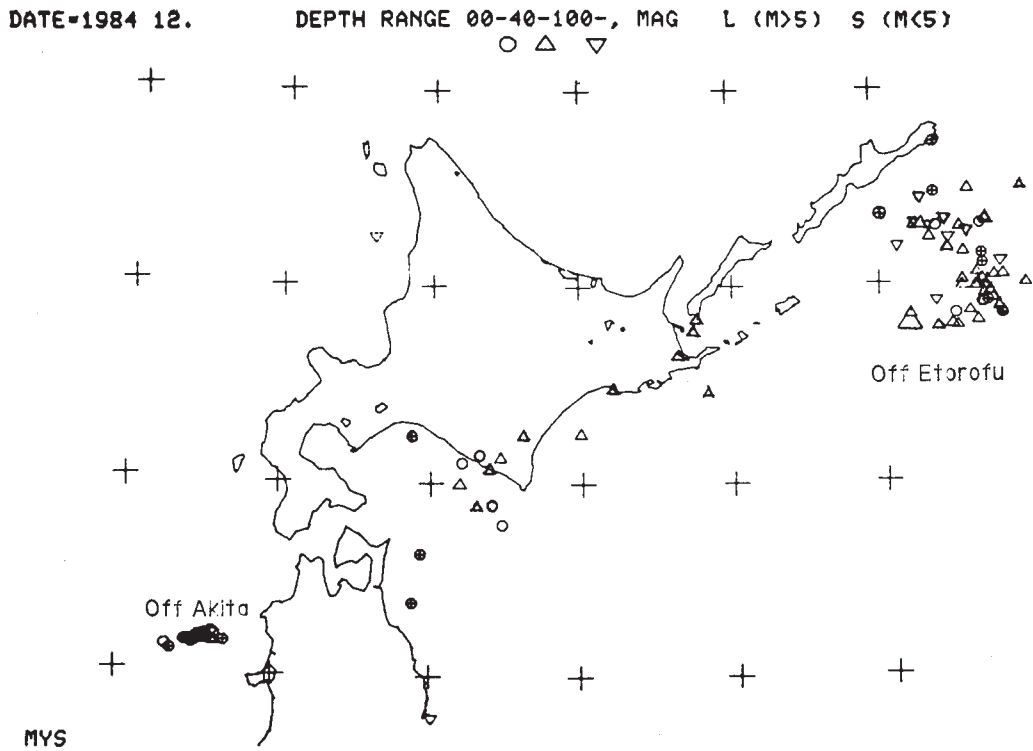 DATE=1984 12. DEPTH RANGE 00-40-100-, MAG L (M>5) S (M<5)
Off Etorofu
Off Akita
MYS